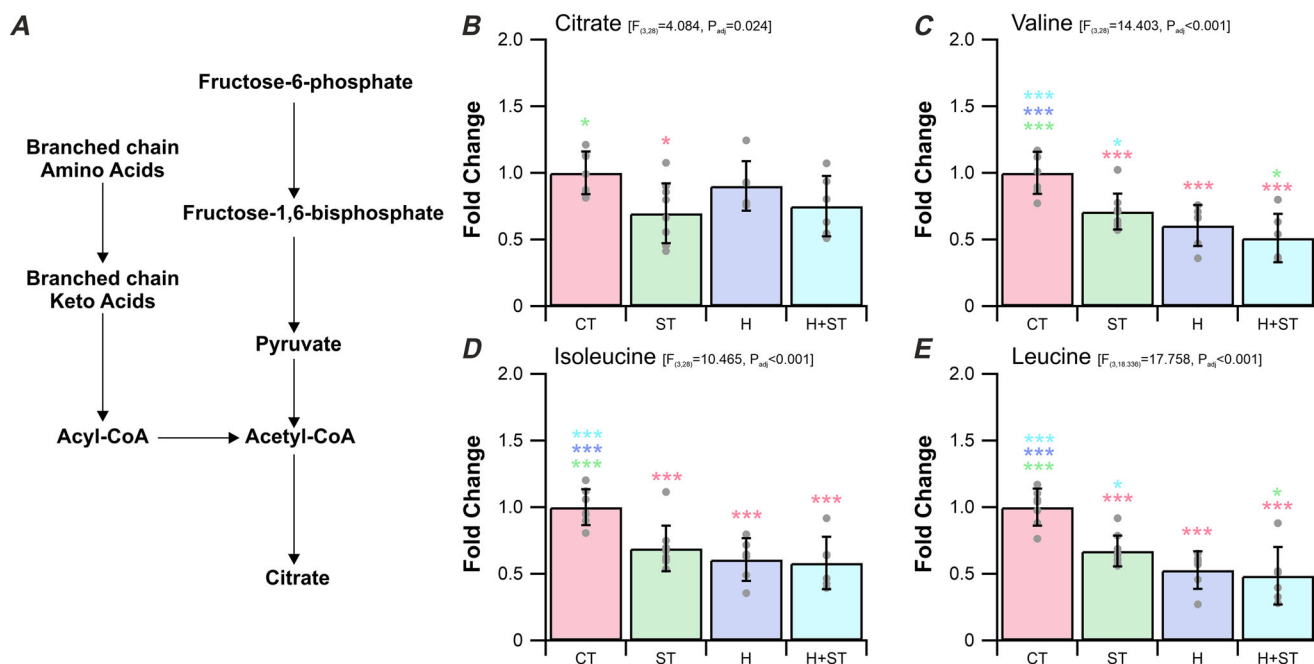 A
Fructose-6-phosphate
Branched chain
Amino Acids
Fructose-1,6-bisphosphate
Branched chain
Keto Acids
Pyruvate
Acyl-CoA
Acetyl-CoA
Citrate
B
Citrate [F(3,28)=4.084, Padj=0.024]
Fold Change
2.0
1.5
1.0
0.5
0
*
*
CT
ST
H
H+ST
C
Valine [F(3,28)=14.403, Padj<0.001]
Fold Change
2.0
1.5
1.0
0.5
0
***
***
***
*
***
***
*
***
CT
ST
H
H+ST
D
Isoleucine [F(3,28)=10.465, Padj<0.001]
Fold Change
2.0
1.5
1.0
0.5
0
***
***
***
***
***
***
CT
ST
H
H+ST
E
Leucine [F(3,18.336)=17.758, Padj<0.001]
Fold Change
2.0
1.5
1.0
0.5
0
***
***
***
*
***
***
*
***
CT
ST
H
H+ST